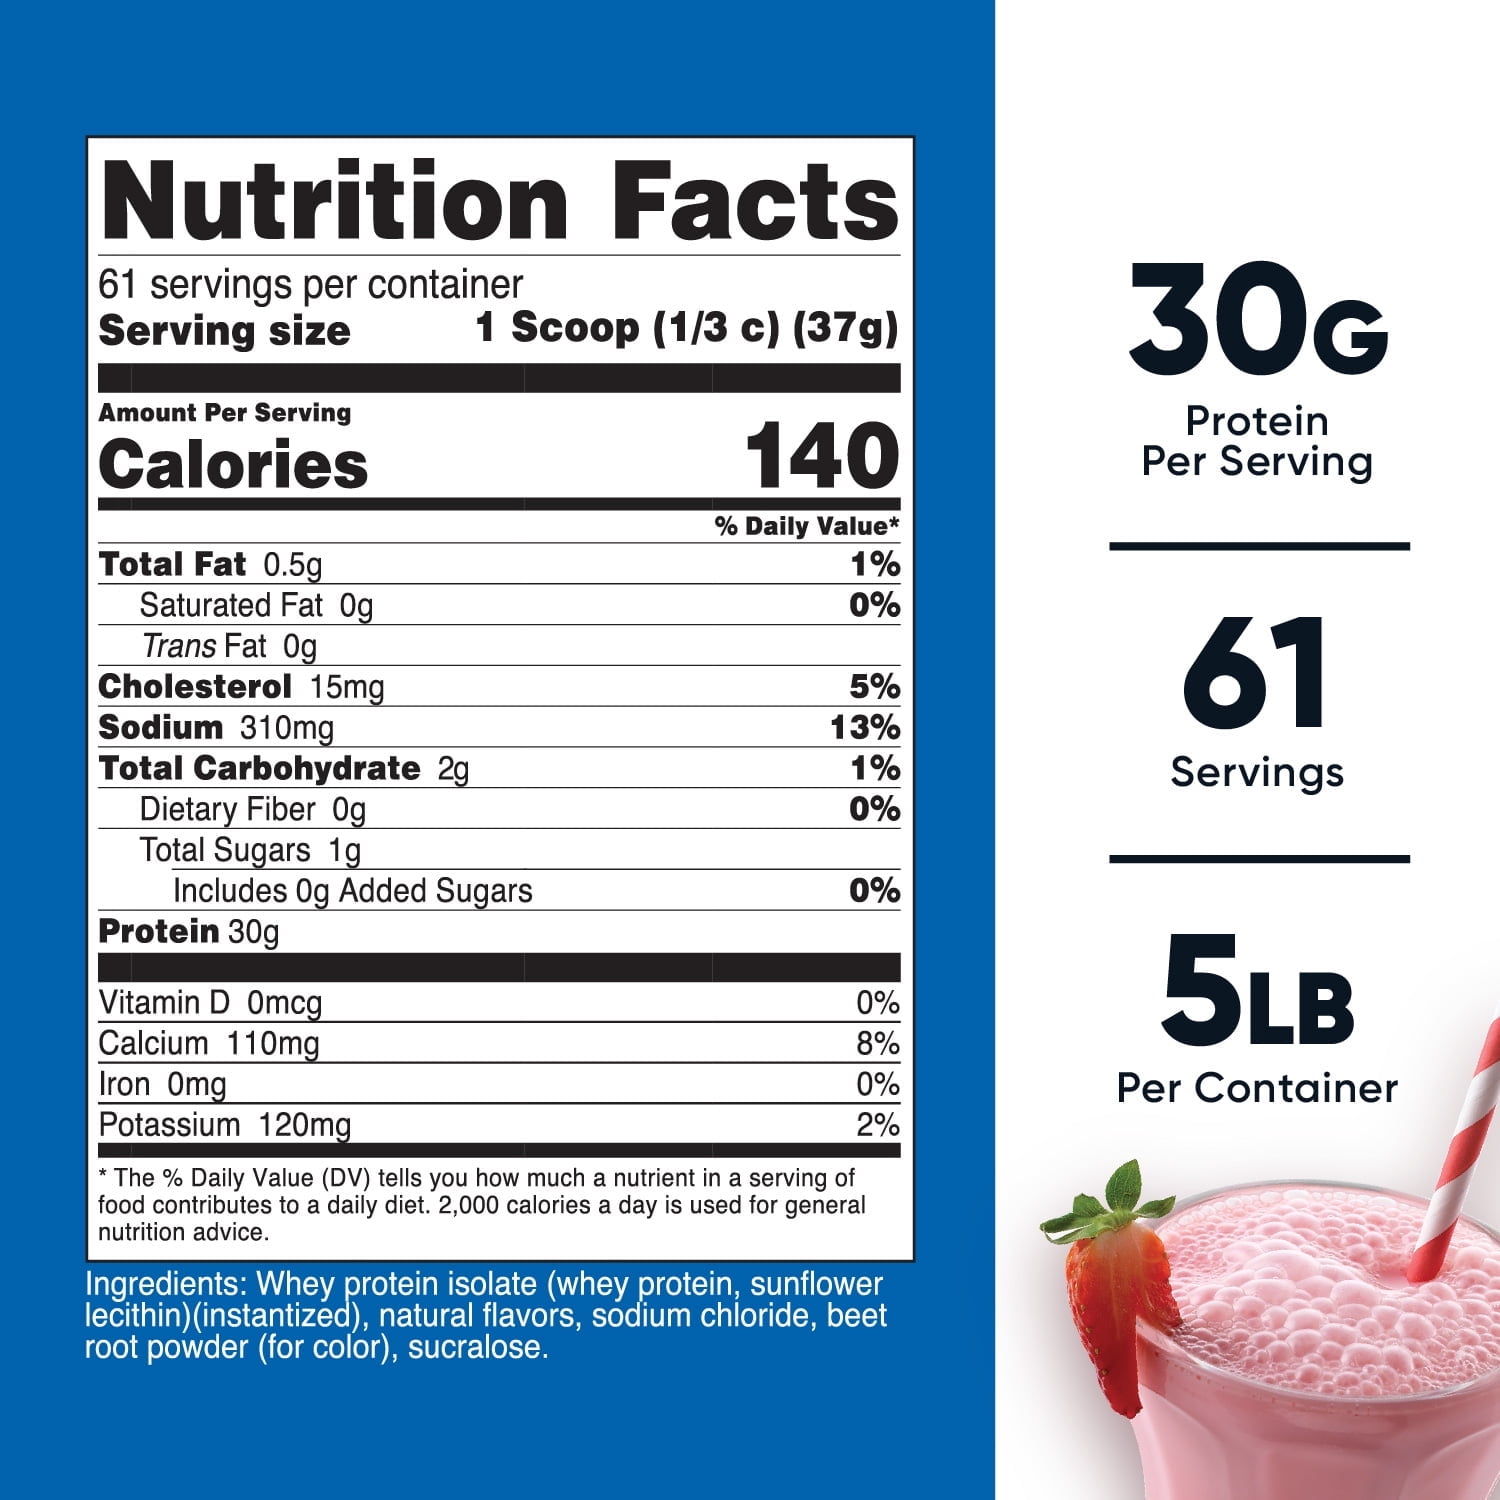 Nutrition Facts
61 servings per container
Serving size 1 Scoop (1/3 c) (37g)
Amount Per Serving
Calories 140
% Daily Value*
Total Fat 0.5g 1%
Saturated Fat 0g 0%
Trans Fat 0g
Cholesterol 15mg 5%
Sodium 310mg 13%
Total Carbohydrate 2g 1%
Dietary Fiber 0g 0%
Total Sugars 1g
Includes 0g Added Sugars 0%
Protein 30g
Vitamin D 0mcg 0%
Calcium 110mg 8%
Iron 0mg 0%
Potassium 120mg 2%
* The % Daily Value (DV) tells you how much a nutrient in a serving of
food contributes to a daily diet. 2,000 calories a day is used for general
nutrition advice.
Ingredients: Whey protein isolate (whey protein, sunflower
lecithin)(instantized), natural flavors, sodium chloride, beet
root powder (for color), sucralose.
30G
Protein
Per Serving
61
Servings
5LB
Per Container